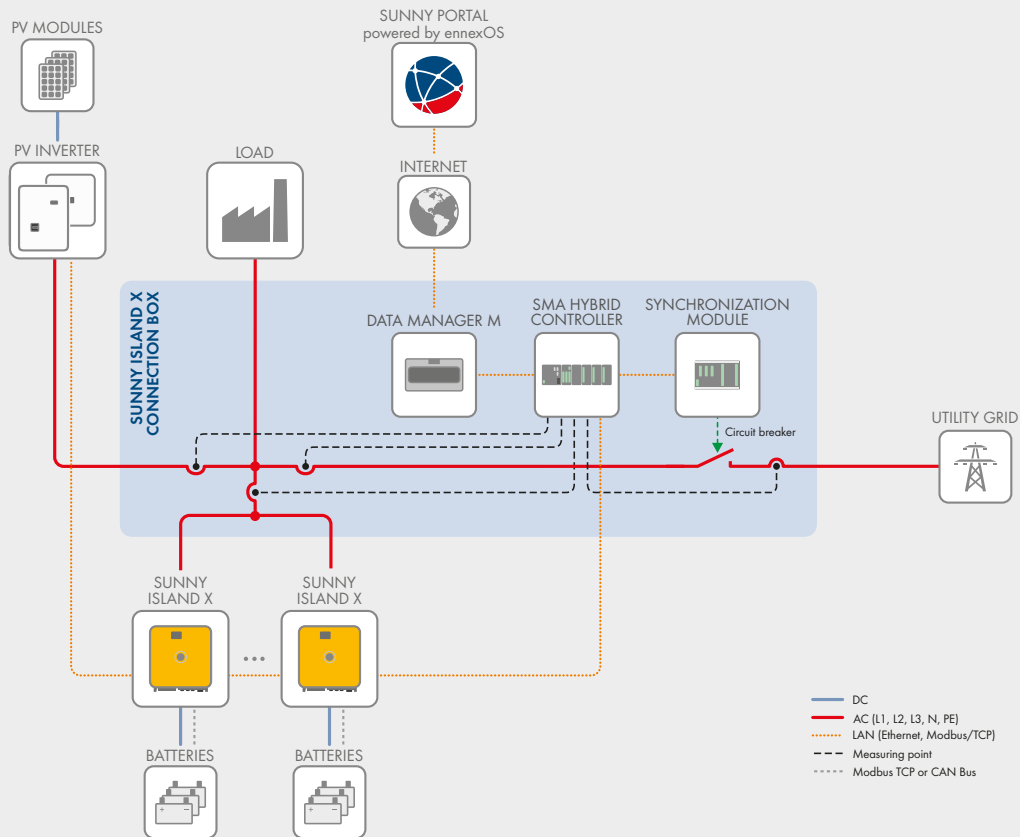 PV MODULES
SUNNY PORTAL
powered by ennexOS
PV INVERTER
LOAD
INTERNET
SUNNY ISLAND X
CONNECTION BOX
DATA MANAGER M
SMA HYBRID
CONTROLLER
SYNCHRONIZATION
MODULE
Circuit breaker
UTILITY GRID
SUNNY
ISLAND X
SUNNY
ISLAND X
...
BATTERIES
BATTERIES
DC
AC (L1, L2, L3, N, PE)
LAN (Ethernet, Modbus/TCP)
Measuring point
Modbus TCP or CAN Bus